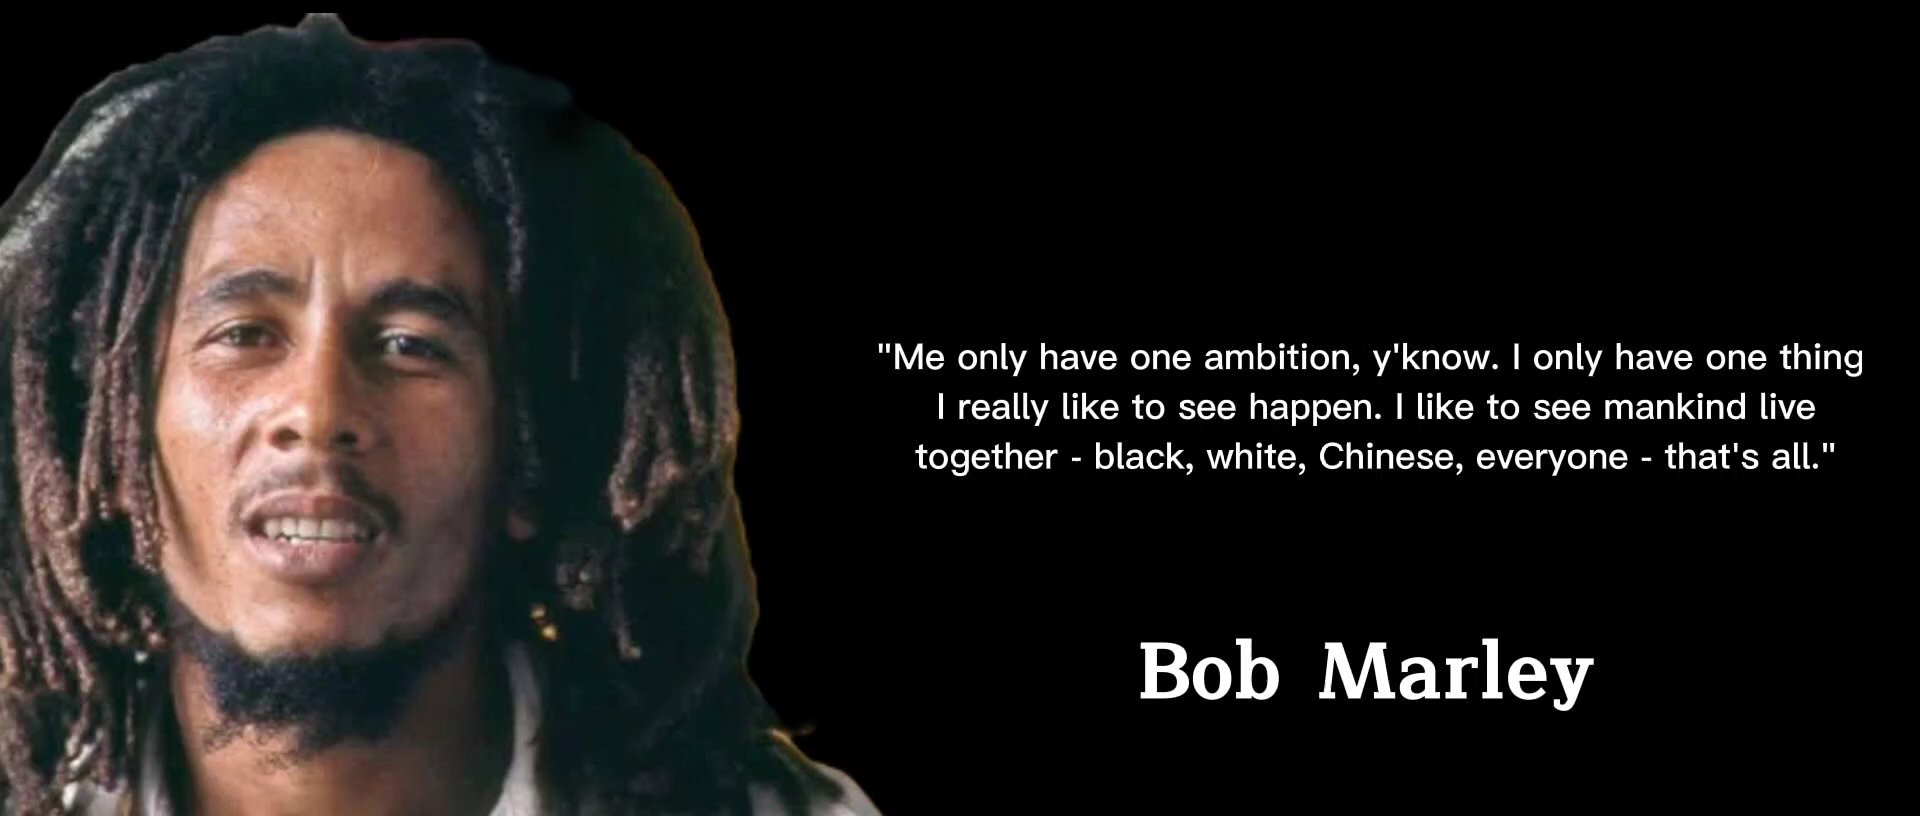 "Me only have one ambition, y'know. I only have one thing
I really like to see happen. I like to see mankind live
together - black, white, Chinese, everyone - that's all."
Bob Marley